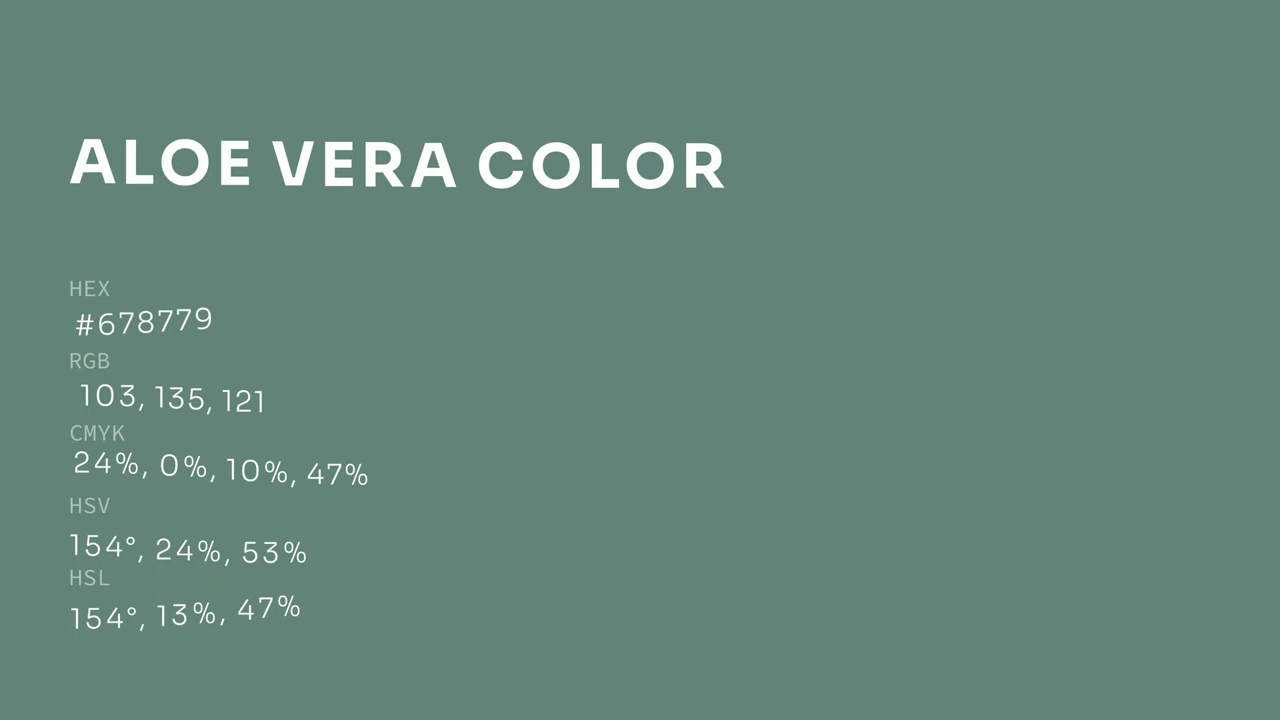 ALOE VERA COLOR
HEX
#678779
RGB
103, 135, 121
CMYK
24%, 0%, 10%, 47%
HSV
154°, 24%, 53%
HSL
154°, 13%, 47%